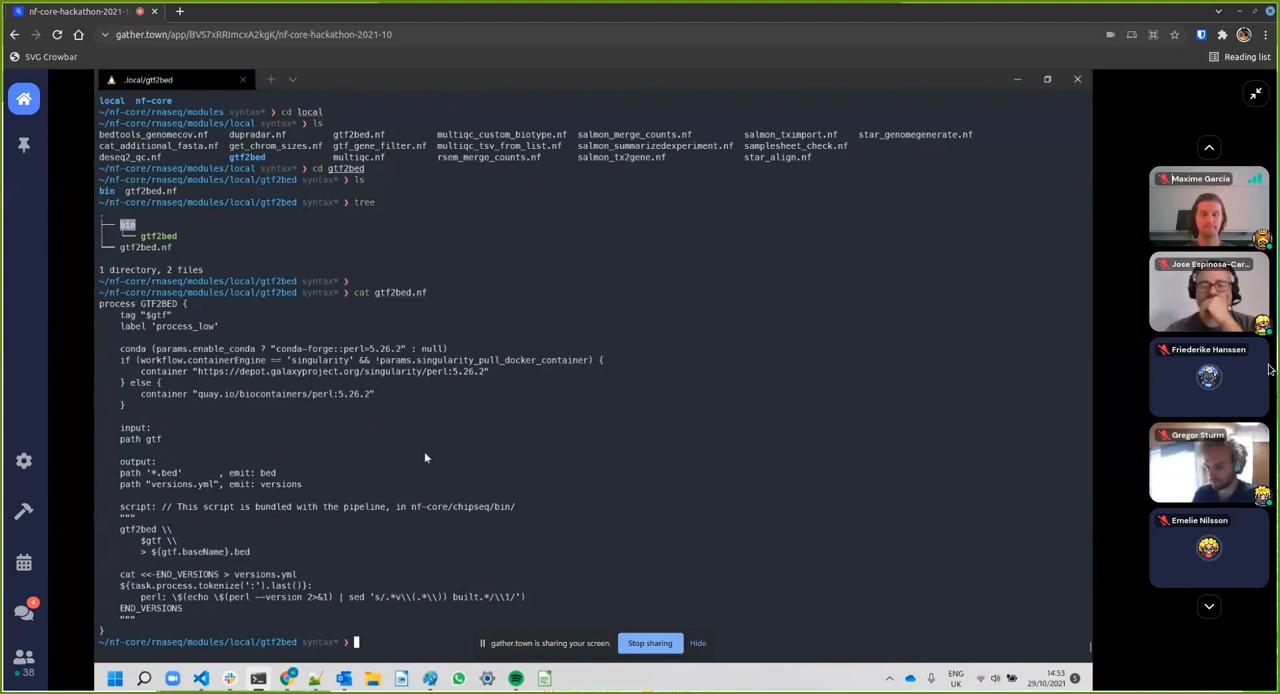 nf-core-hackathon-2021-1
gather.town/app/BVS7xRRImcxA2kgK/nf-core-hackathon-2021-10
SVG Crowbar
Reading list
..local/gtf2bed
local nf-core
~/nf-core/rnaseq/modules syntax* ❯ cd local
~/nf-core/rnaseq/modules/local syntax* ❯ ls
bedtools_genomecov.nf dupradar.nf gtf2bed.nf multiqc_custom_biotype.nf salmon_merge_counts.nf salmon_tximport.nf star_genomegenerate.nf
cat_additional_fasta.nf get_chrom_sizes.nf gtf_gene_filter.nf multiqc_tsv_from_list.nf salmon_summarizedexperiment.nf samplesheet_check.nf
deseq2_qc.nf gtf2bed multiqc.nf rsem_merge_counts.nf salmon_tx2gene.nf star_align.nf
~/nf-core/rnaseq/modules/local syntax* ❯ cd gtf2bed
~/nf-core/rnaseq/modules/local/gtf2bed syntax* ❯ ls
bin gtf2bed.nf
~/nf-core/rnaseq/modules/local/gtf2bed syntax* ❯ tree
.
├── bin
│   └── gtf2bed
└── gtf2bed.nf
1 directory, 2 files
~/nf-core/rnaseq/modules/local/gtf2bed syntax* ❯
~/nf-core/rnaseq/modules/local/gtf2bed syntax* ❯ cat gtf2bed.nf
process GTF2BED {
tag "$gtf"
label 'process_low'
conda (params.enable_conda ? "conda-forge::perl=5.26.2" : null)
if (workflow.containerEngine == 'singularity' && !params.singularity_pull_docker_container) {
container "https://depot.galaxyproject.org/singularity/perl:5.26.2"
} else {
container "quay.io/biocontainers/perl:5.26.2"
}
input:
path gtf
output:
path '*.bed' , emit: bed
path "versions.yml", emit: versions
script: // This script is bundled with the pipeline, in nf-core/chipseq/bin/
"""
gtf2bed \\
$gtf \\
> ${gtf.baseName}.bed
cat <<-END_VERSIONS > versions.yml
${task.process.tokenize(':').last()}:
perl: \$(echo \$(perl --version 2>&1) | sed 's/.*v\\(.*\\)) built.*/\\1/')
END_VERSIONS
"""
}
~/nf-core/rnaseq/modules/local/gtf2bed syntax* ❯
gather.town is sharing your screen.
Stop sharing
Hide
Maxime Garcia
Jose Espinosa-Car...
Friederike Hanssen
Gregor Sturm
Emelie Nilsson
4
38
ENG
UK
14:53
29/10/2021
5